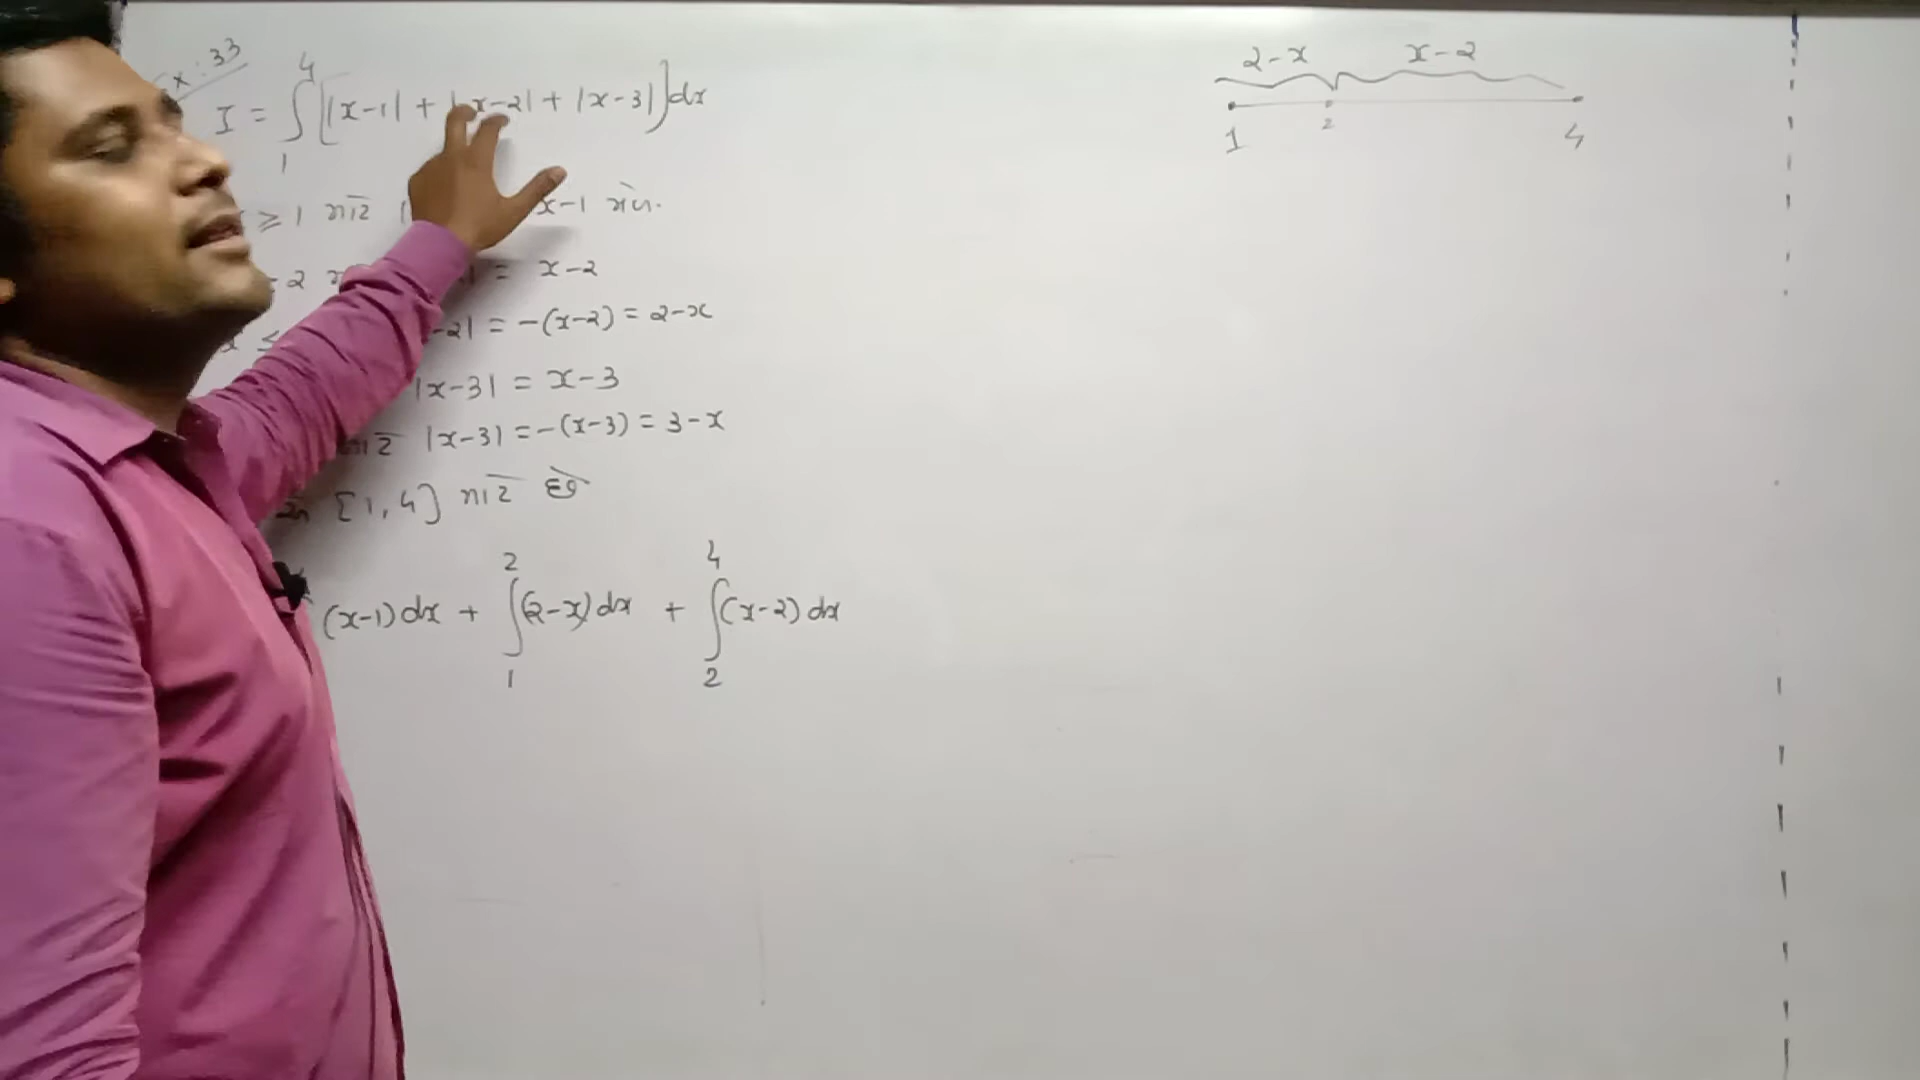 x : 33
I = ∫₁⁴ [|x-1| + |x-2| + |x-3|] dx
≥ 1 માટે | x-1 થાય.
2 = x-2
x ≤ -2| = -(x-2) = 2-x
|x-3| = x-3
માટે |x-3| = -(x-3) = 3-x
[1, 4] માટે છે
(x-1) dx + ∫₁² (2-x) dx + ∫₂⁴ (x-2) dx
2-x x-2
1 2 4